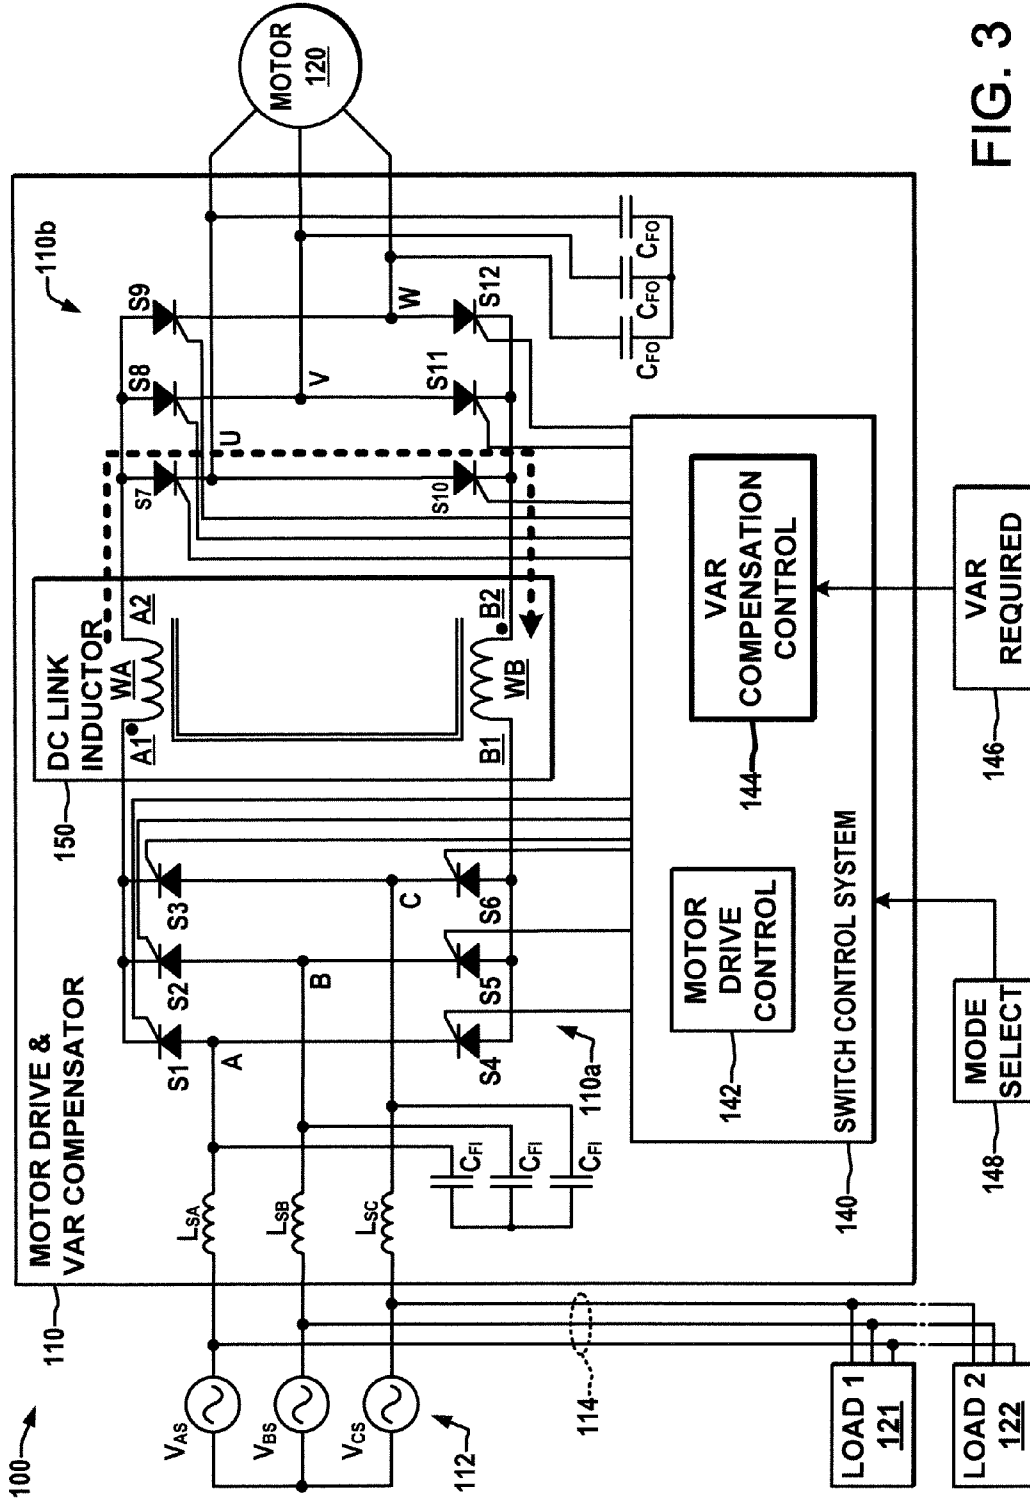 100
110
MOTOR DRIVE &
VAR COMPENSATOR
150
DC LINK
INDUCTOR
WA
A1
A2
B1
B2
WB
110b
S1
S2
S3
S4
S5
S6
S7
S8
S9
S10
S11
S12
A
B
C
U
V
W
MOTOR
120
VAS
VBS
VCS
112
LSA
LSB
LSC
CFI
CFI
CFI
CFO
CFO
CFO
110a
114
LOAD 1
121
LOAD 2
122
140
SWITCH CONTROL SYSTEM
142
MOTOR
DRIVE
CONTROL
144
VAR
COMPENSATION
CONTROL
148
MODE
SELECT
146
VAR
REQUIRED
FIG. 3